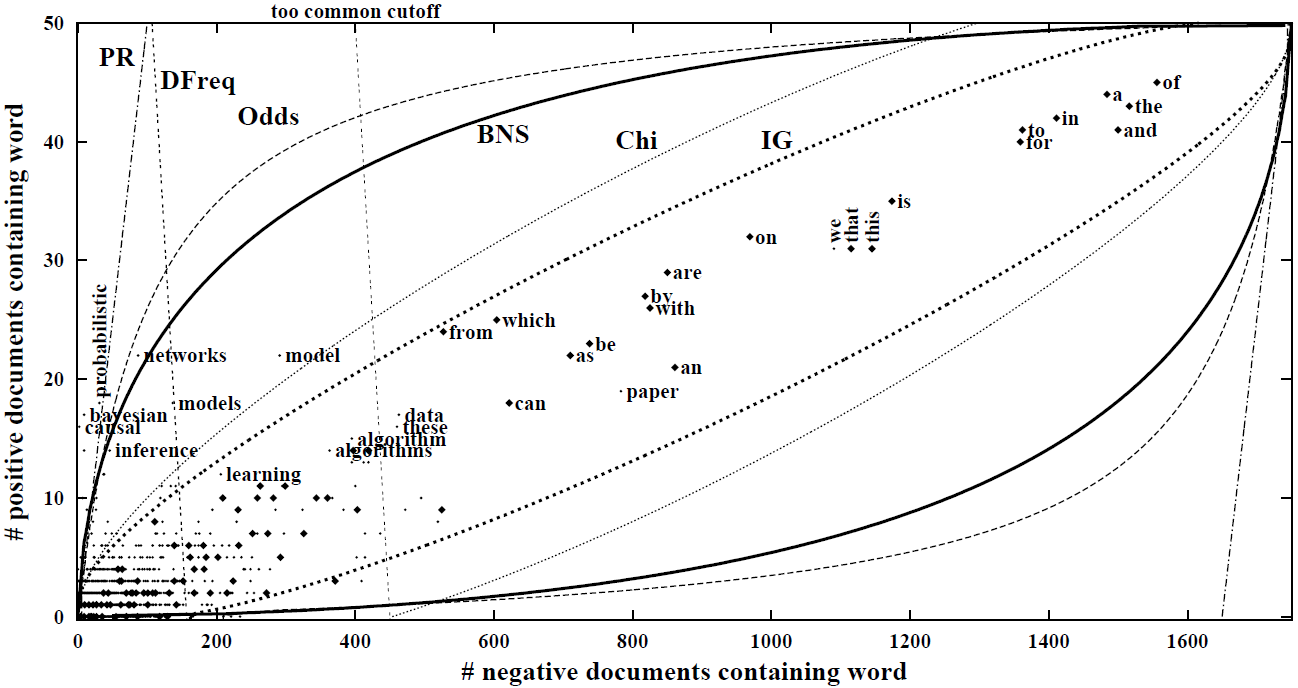 too common cutoff
50
PR
DFreq
Odds
BNS
Chi
IG
of
a
the
in
to
and
40
for
is
we
that
this
on
30
are
by
with
probabilistic
which
from
networks
model
be
as
an
20
paper
models
can
bayesian
data
causal
these
algorithm
inference
algorithms
learning
10
0
0
200
400
600
800
1000
1200
1400
1600
# positive documents containing word
# negative documents containing word